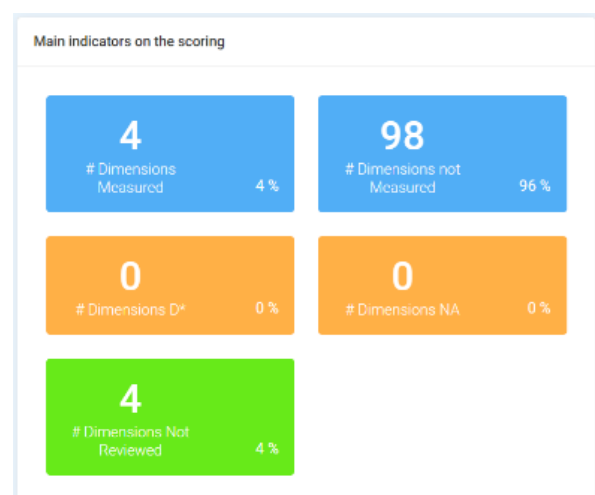 Main indicators on the scoring
4
# Dimensions
Measured
4 %
98
# Dimensions not
Measured
96 %
0
# Dimensions D*
0 %
0
# Dimensions NA
0 %
4
# Dimensions Not
Reviewed
4 %